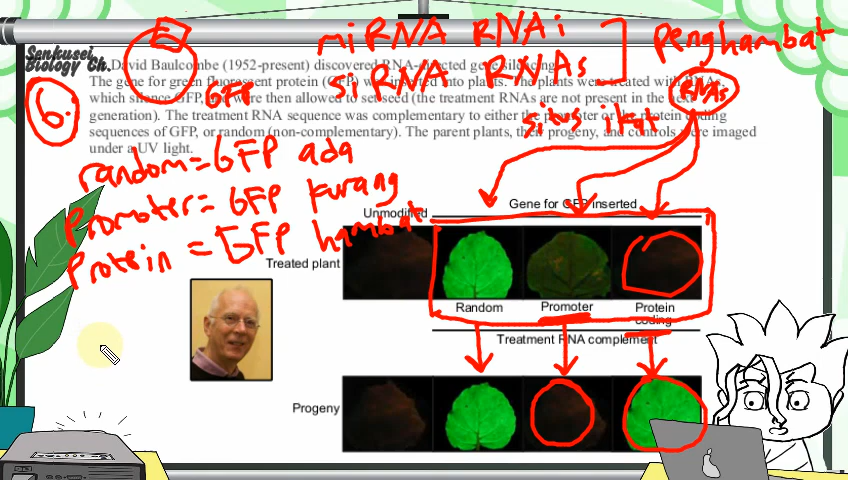 miRNA RNAi
siRNA RNAs
penghambat
RNAs
GFP
situs ikat
6.
Senkusei
Biology Ch.
David Baulcombe (1952-present) discovered RNA-directed gene silencing.
The gene for green fluorescent protein (GFP) was inserted into plants. The plants were treated with RNAs,
which silence GFP, and were then allowed to set seed (the treatment RNAs are not present in the next
generation). The treatment RNA sequence was complementary to either the promoter or the protein coding
sequences of GFP, or random (non-complementary). The parent plants, their progeny, and controls were imaged
under a UV light.
random = GFP ada
Promoter = GFP kurang
Protein = GFP hambat
Gene for GFP inserted
Unmodified
Treated plant
Random
Promoter
Protein
coding
Treatment RNA complement
Progeny